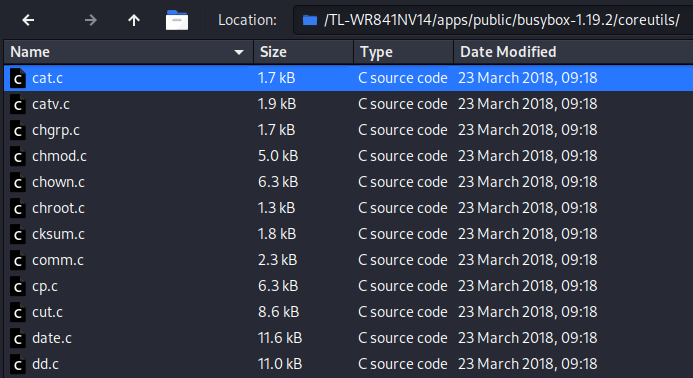 Location: /TL-WR841NV14/apps/public/busybox-1.19.2/coreutils/
Name Size Type Date Modified
cat.c 1.7 kB C source code 23 March 2018, 09:18
catv.c 1.9 kB C source code 23 March 2018, 09:18
chgrp.c 1.7 kB C source code 23 March 2018, 09:18
chmod.c 5.0 kB C source code 23 March 2018, 09:18
chown.c 6.3 kB C source code 23 March 2018, 09:18
chroot.c 1.3 kB C source code 23 March 2018, 09:18
cksum.c 1.8 kB C source code 23 March 2018, 09:18
comm.c 2.3 kB C source code 23 March 2018, 09:18
cp.c 6.3 kB C source code 23 March 2018, 09:18
cut.c 8.6 kB C source code 23 March 2018, 09:18
date.c 11.6 kB C source code 23 March 2018, 09:18
dd.c 11.0 kB C source code 23 March 2018, 09:18